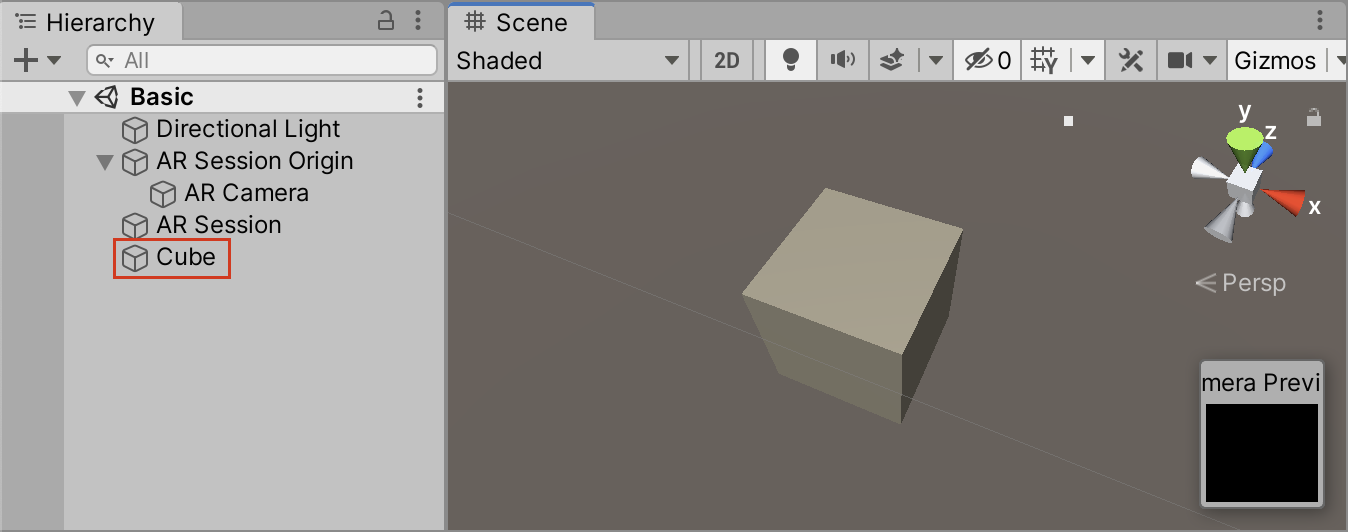 Hierarchy
All
Basic
Directional Light
AR Session Origin
AR Camera
AR Session
Cube
Scene
Shaded
2D
0
Gizmos
y
z
x
Persp
mera Previ